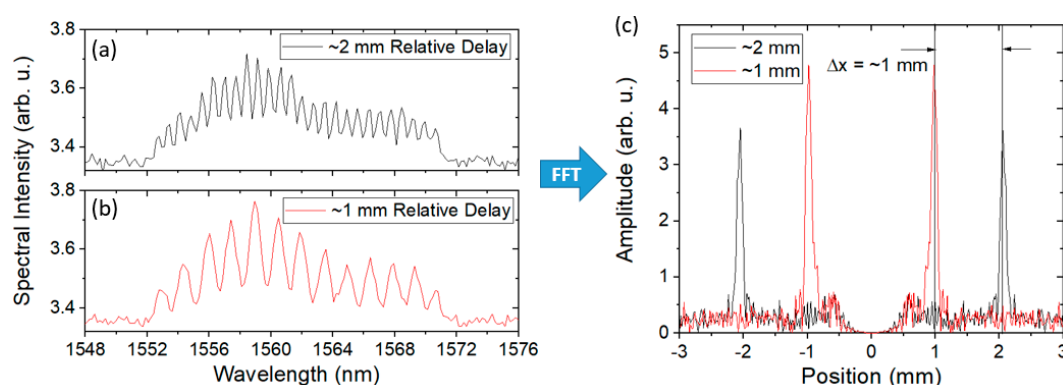 (a)
~2 mm Relative Delay
3.8
3.6
3.4
(b)
~1 mm Relative Delay
3.8
3.6
3.4
Spectral Intensity (arb. u.)
1548 1552 1556 1560 1564 1568 1572 1576
Wavelength (nm)
FFT
(c)
~2 mm
~1 mm
Δx = ~1 mm
5
4
3
2
1
0
Amplitude (arb. u.)
-3 -2 -1 0 1 2 3
Position (mm)